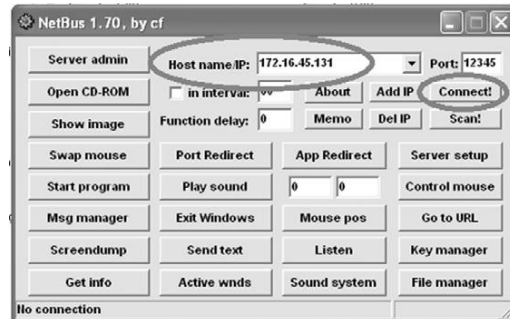 NetBus 1.70, by cf
Server admin
Host name/IP: 172.16.45.131
Port: 12345
Open CD-ROM
in interval:
About
Add IP
Connect!
Show image
Function delay: 0
Memo
Del IP
Scan!
Swap mouse
Port Redirect
App Redirect
Server setup
Start program
Play sound
0
0
Control mouse
Msg manager
Exit Windows
Mouse pos
Go to URL
Screendump
Send text
Listen
Key manager
Get info
Active wnds
Sound system
File manager
No connection